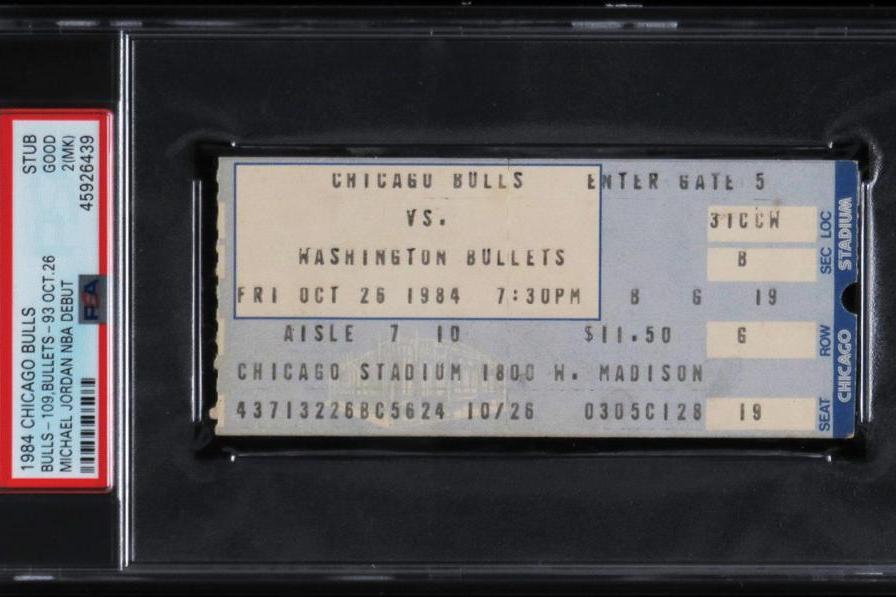 1984 CHICAGO BULLS STUB
BULLS-109, BULLETS-93 OCT.26 GOOD
MICHAEL JORDAN NBA DEBUT 2(MK)
45926439
PSA
CHICAGO BULLS ENTER GATE 5
VS. 31CCW
WASHINGTON BULLETS B
FRI OCT 26 1984 7:30PM B G 19
AISLE 7 10 $11.50 G
CHICAGO STADIUM 1800 W. MADISON
43713226BC5624 10/26 0305C128 19
SEC LOC
ROW
SEAT
CHICAGO STADIUM